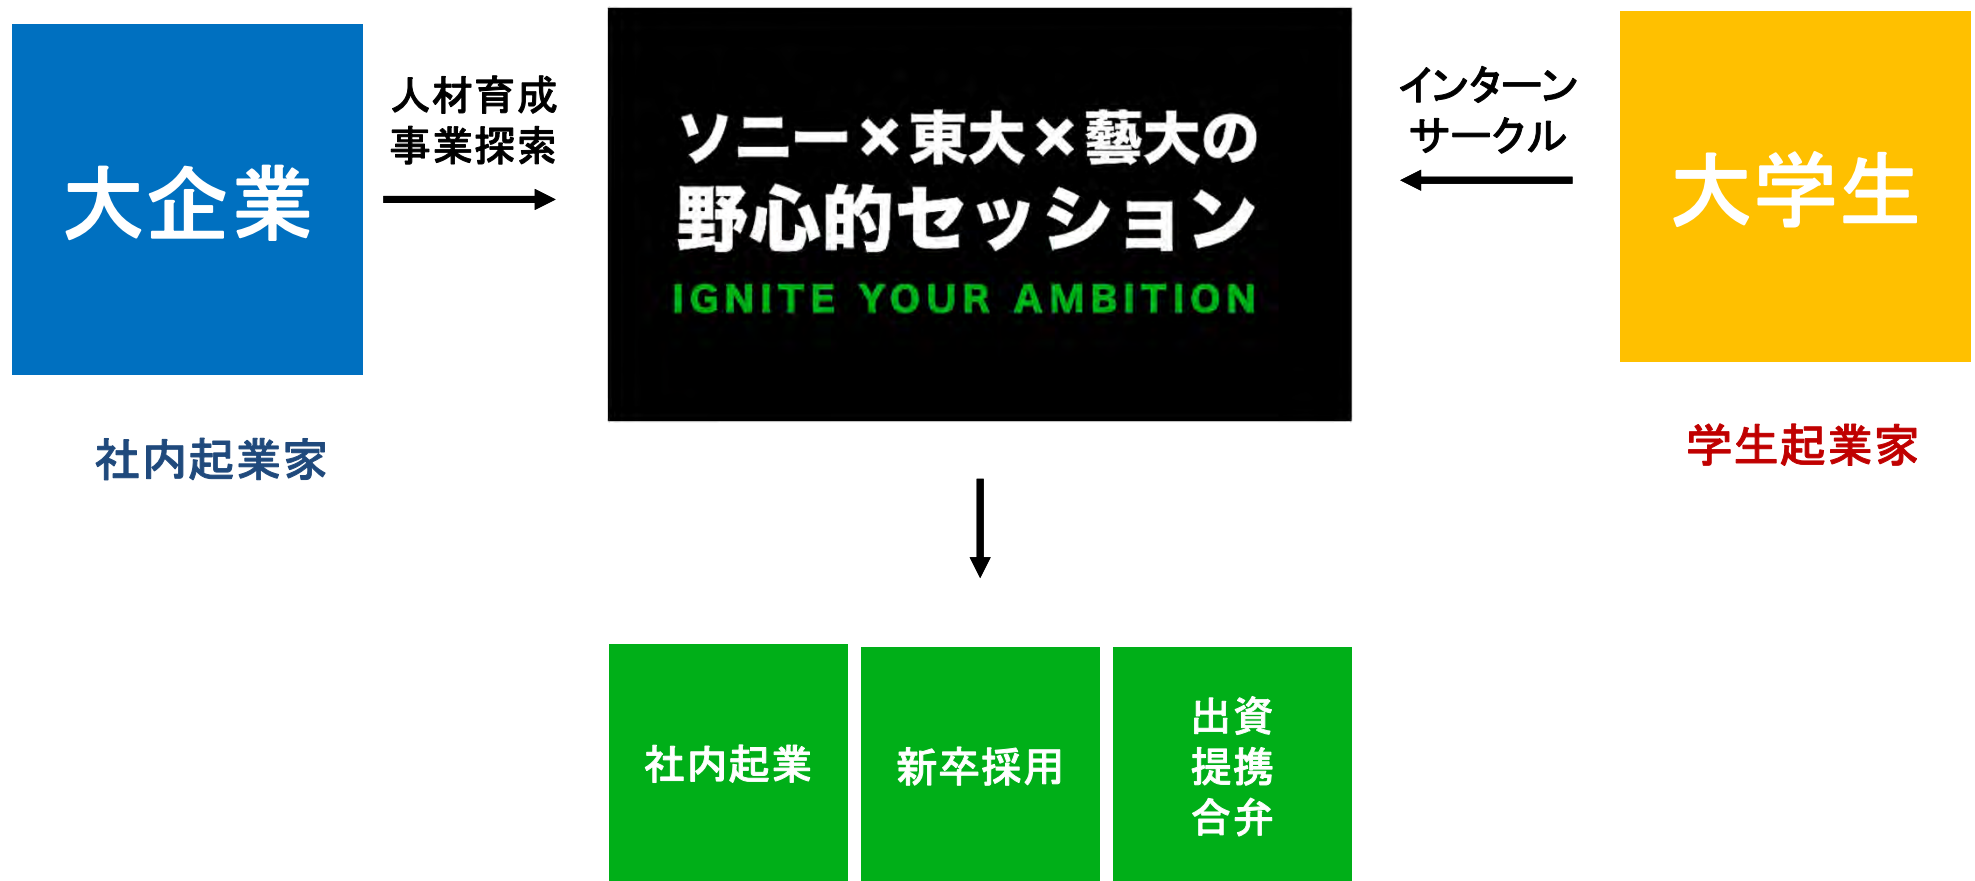 大企業
社内起業家
人材育成
事業探索
ソニー×東大×藝大の
野心的セッション
IGNITE YOUR AMBITION
インターン
サークル
大学生
学生起業家
社内起業
新卒採用
出資
提携
合弁